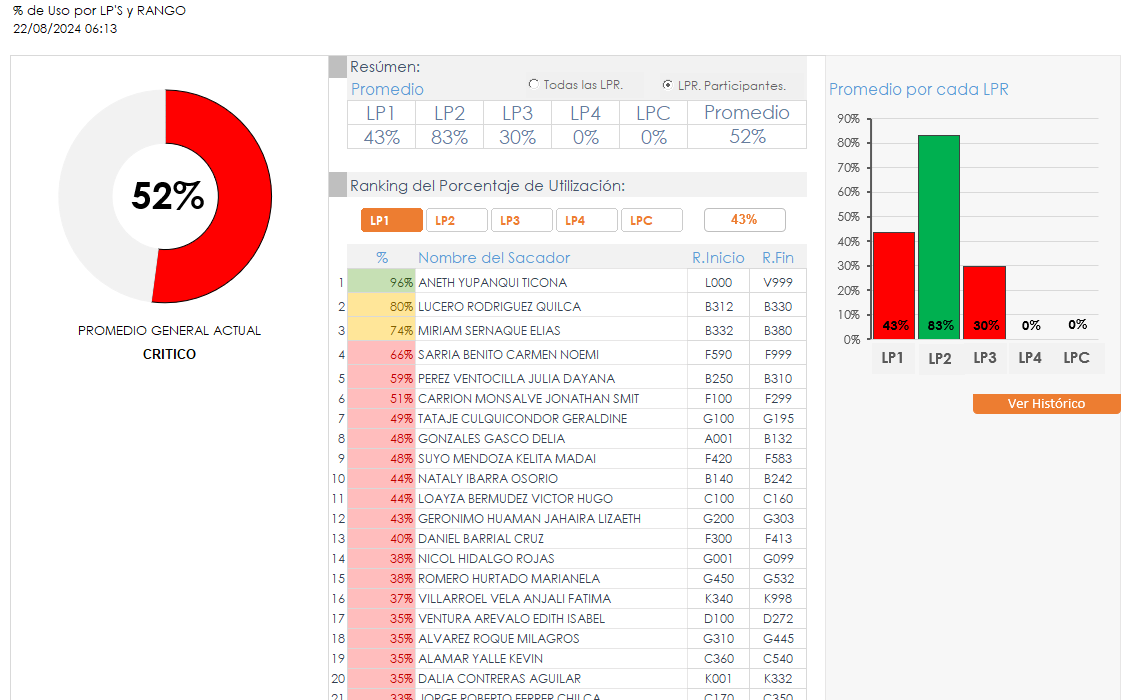 % de Uso por LP'S y RANGO
22/08/2024 06:13
52%
PROMEDIO GENERAL ACTUAL
CRITICO
Resúmen:
Promedio
Todas las LPR. LPR. Participantes.
LP1 LP2 LP3 LP4 LPC Promedio
43% 83% 30% 0% 0% 52%
Ranking del Porcentaje de Utilización:
LP1 LP2 LP3 LP4 LPC 43%
% Nombre del Sacador R.Inicio R.Fin
1 96% ANETH YUPANQUI TICONA L000 V999
2 80% LUCERO RODRIGUEZ QUILCA B312 B330
3 74% MIRIAM SERNAQUE ELIAS B332 B380
4 66% SARRIA BENITO CARMEN NOEMI F590 F999
5 59% PEREZ VENTOCILLA JULIA DAYANA B250 B310
6 51% CARRION MONSALVE JONATHAN SMIT F100 F299
7 49% TATAJE CULQUICONDOR GERALDINE G100 G195
8 48% GONZALES GASCO DELIA A001 B132
9 48% SUYO MENDOZA KELITA MADAI F420 F583
10 44% NATALY IBARRA OSORIO B140 B242
11 44% LOAYZA BERMUDEZ VICTOR HUGO C100 C160
12 43% GERONIMO HUAMAN JAHAIRA LIZAETH G200 G303
13 40% DANIEL BARRIAL CRUZ F300 F413
14 38% NICOL HIDALGO ROJAS G001 G099
15 38% ROMERO HURTADO MARIANELA G450 G532
16 37% VILLARROEL VELA ANJALI FATIMA K340 K998
17 35% VENTURA AREVALO EDITH ISABEL D100 D272
18 35% ALVAREZ ROQUE MILAGROS G310 G445
19 35% ALAMAR YALLE KEVIN C360 C540
20 35% DALIA CONTRERAS AGUILAR K001 K332
21 33% JORGE ROBERTO FERRER CHILCA C170 C350
Promedio por cada LPR
90%
80%
70%
60%
50%
40%
30%
20%
10%
0%
43% 83% 30% 0% 0%
LP1 LP2 LP3 LP4 LPC
Ver Histórico